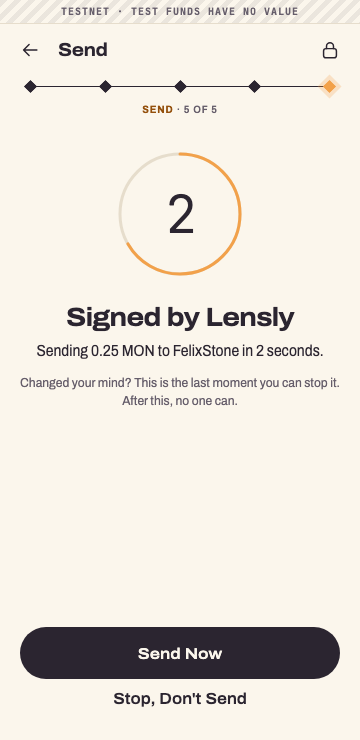 TESTNET · TEST FUNDS HAVE NO VALUE
Send
SEND · 5 OF 5
2
Signed by Lensly
Sending 0.25 MON to FelixStone in 2 seconds.
Changed your mind? This is the last moment you can stop it.
After this, no one can.
Send Now
Stop, Don't Send